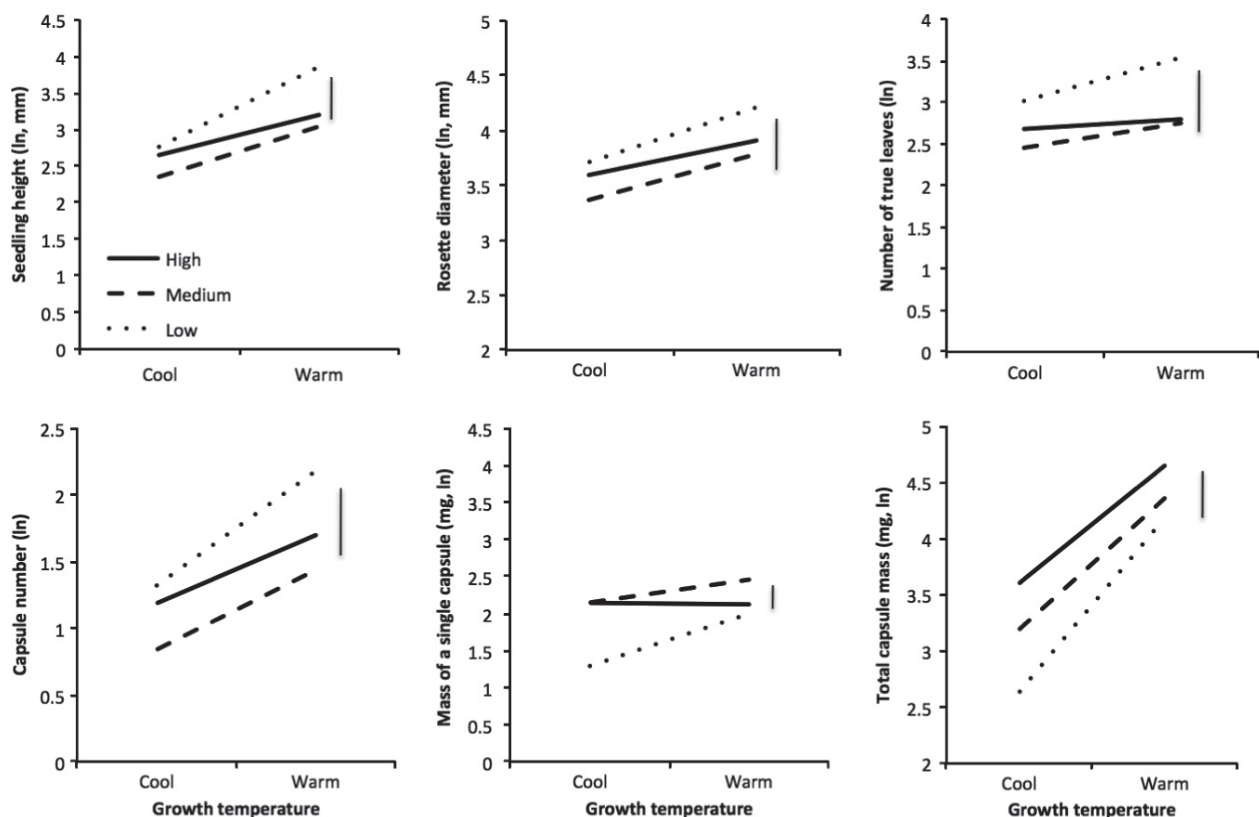 Seedling height (ln, mm)
4.5
4
3.5
3
2.5
2
1.5
1
0.5
0
High
Medium
Low
Cool
Warm
Rosette diameter (ln, mm)
5
4.5
4
3.5
3
2.5
2
Cool
Warm
Number of true leaves (ln)
4
3.5
3
2.5
2
1.5
1
0.5
0
Cool
Warm
Capsule number (ln)
2.5
2
1.5
1
0.5
0
Cool
Warm
Growth temperature
Mass of a single capsule (mg, ln)
4.5
4
3.5
3
2.5
2
1.5
1
0.5
0
Cool
Warm
Growth temperature
Total capsule mass (mg, ln)
5
4.5
4
3.5
3
2.5
2
Cool
Warm
Growth temperature